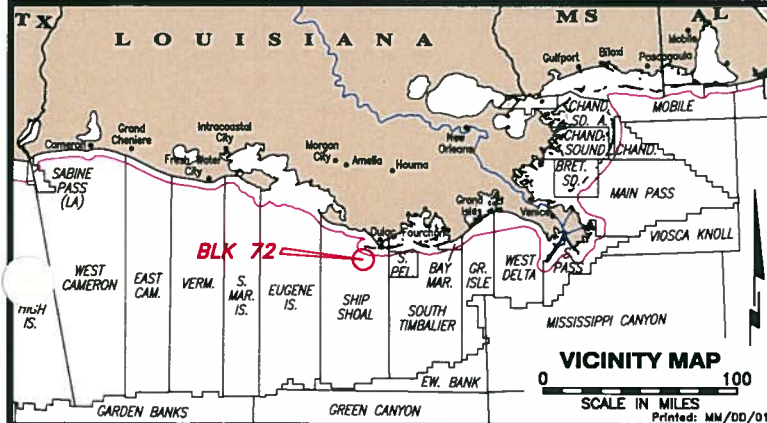 TX
LOUISIANA
MS
AL
Mobile
Gulfport
Biloxi
Pascagoula
MOBILE
CHAND.
SD. A.
CHAND.
SOUND
CHAND.
BRET.
SD.
MAIN PASS
VIOSCA KNOLL
New
Orleans
Intracoastal
City
Grand
Cheniere
Cameron
Fresh Water
City
Morgan
City
Amelia
Houma
Dulac
Fourchon
Grand
Isle
Venice
SABINE
PASS
(LA)
BLK 72
WEST
CAMERON
EAST
CAM.
VERM.
S.
MAR.
IS.
EUGENE
IS.
SHIP
SHOAL
S.
PEL.
BAY
MAR.
GR.
ISLE
WEST
DELTA
PASS
HIGH
IS.
SOUTH
TIMBALIER
MISSISSIPPI CANYON
EW. BANK
GARDEN BANKS
GREEN CANYON
VICINITY MAP
0 100
SCALE IN MILES
Printed: MM/DD/01